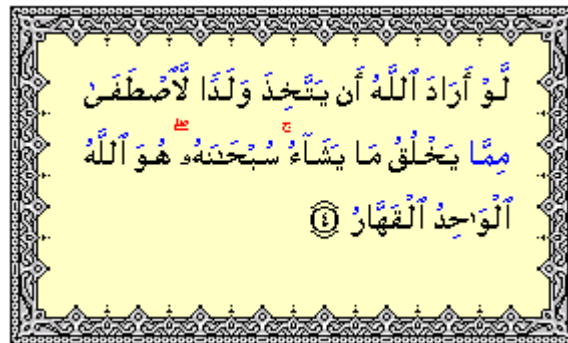 لَّوْ أَرَادَ ٱللَّهُ أَن يَتَّخِذَ وَلَدًا لَّٱصْطَفَىٰ
مِمَّا يَخْلُقُ مَا يَشَآءُ ۚ سُبْحَـٰنَهُۥ ۖ هُوَ ٱللَّهُ
ٱلْوَٰحِدُ ٱلْقَهَّارُ ﴿٤﴾